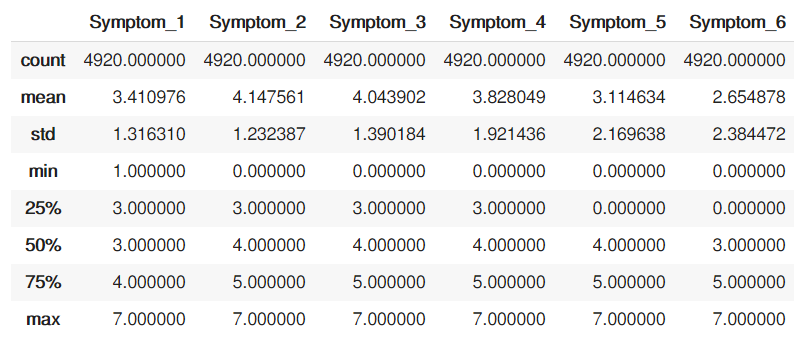 Symptom_1 Symptom_2 Symptom_3 Symptom_4 Symptom_5 Symptom_6
count 4920.000000 4920.000000 4920.000000 4920.000000 4920.000000 4920.000000
mean 3.410976 4.147561 4.043902 3.828049 3.114634 2.654878
std 1.316310 1.232387 1.390184 1.921436 2.169638 2.384472
min 1.000000 0.000000 0.000000 0.000000 0.000000 0.000000
25% 3.000000 3.000000 3.000000 3.000000 0.000000 0.000000
50% 3.000000 4.000000 4.000000 4.000000 4.000000 3.000000
75% 4.000000 5.000000 5.000000 5.000000 5.000000 5.000000
max 7.000000 7.000000 7.000000 7.000000 7.000000 7.000000